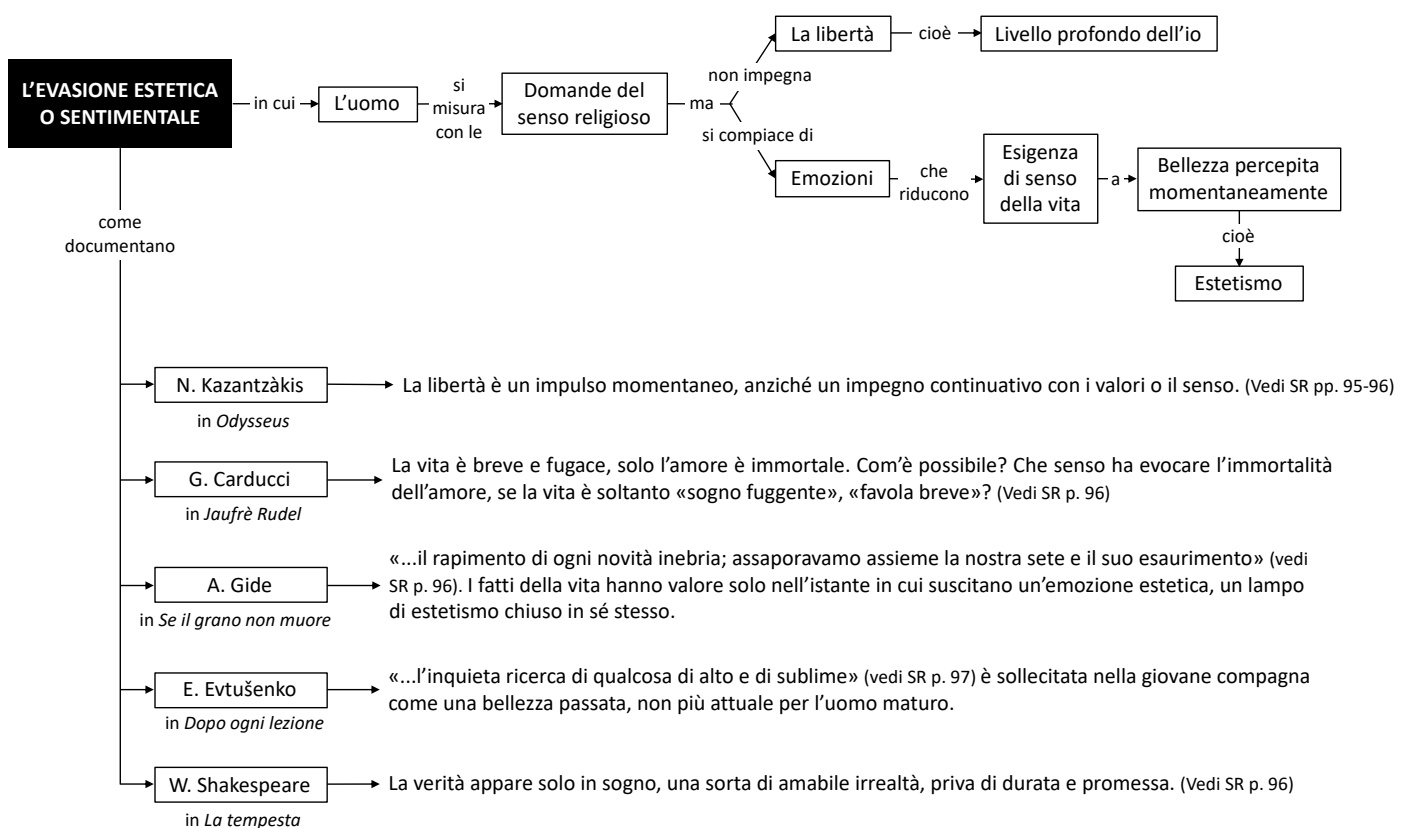 L’EVASIONE ESTETICA
O SENTIMENTALE
in cui
L’uomo
si
misura
con le
Domande del
senso religioso
ma
non impegna
La libertà
cioè
Livello profondo dell’io
si compiace di
Emozioni
che
riducono
Esigenza
di senso
della vita
a
Bellezza percepita
momentaneamente
cioè
Estetismo
come
documentano
N. Kazantzàkis
in Odysseus
La libertà è un impulso momentaneo, anziché un impegno continuativo con i valori o il senso. (Vedi SR pp. 95-96)
G. Carducci
in Jaufrè Rudel
La vita è breve e fugace, solo l’amore è immortale. Com’è possibile? Che senso ha evocare l’immortalità
dell’amore, se la vita è soltanto «sogno fuggente», «favola breve»? (Vedi SR p. 96)
A. Gide
in Se il grano non muore
«...il rapimento di ogni novità inebria; assaporavamo assieme la nostra sete e il suo esaurimento» (vedi
SR p. 96). I fatti della vita hanno valore solo nell’istante in cui suscitano un’emozione estetica, un lampo
di estetismo chiuso in sé stesso.
E. Evtušenko
in Dopo ogni lezione
«...l’inquieta ricerca di qualcosa di alto e di sublime» (vedi SR p. 97) è sollecitata nella giovane compagna
come una bellezza passata, non più attuale per l’uomo maturo.
W. Shakespeare
in La tempesta
La verità appare solo in sogno, una sorta di amabile irrealtà, priva di durata e promessa. (Vedi SR p. 96)